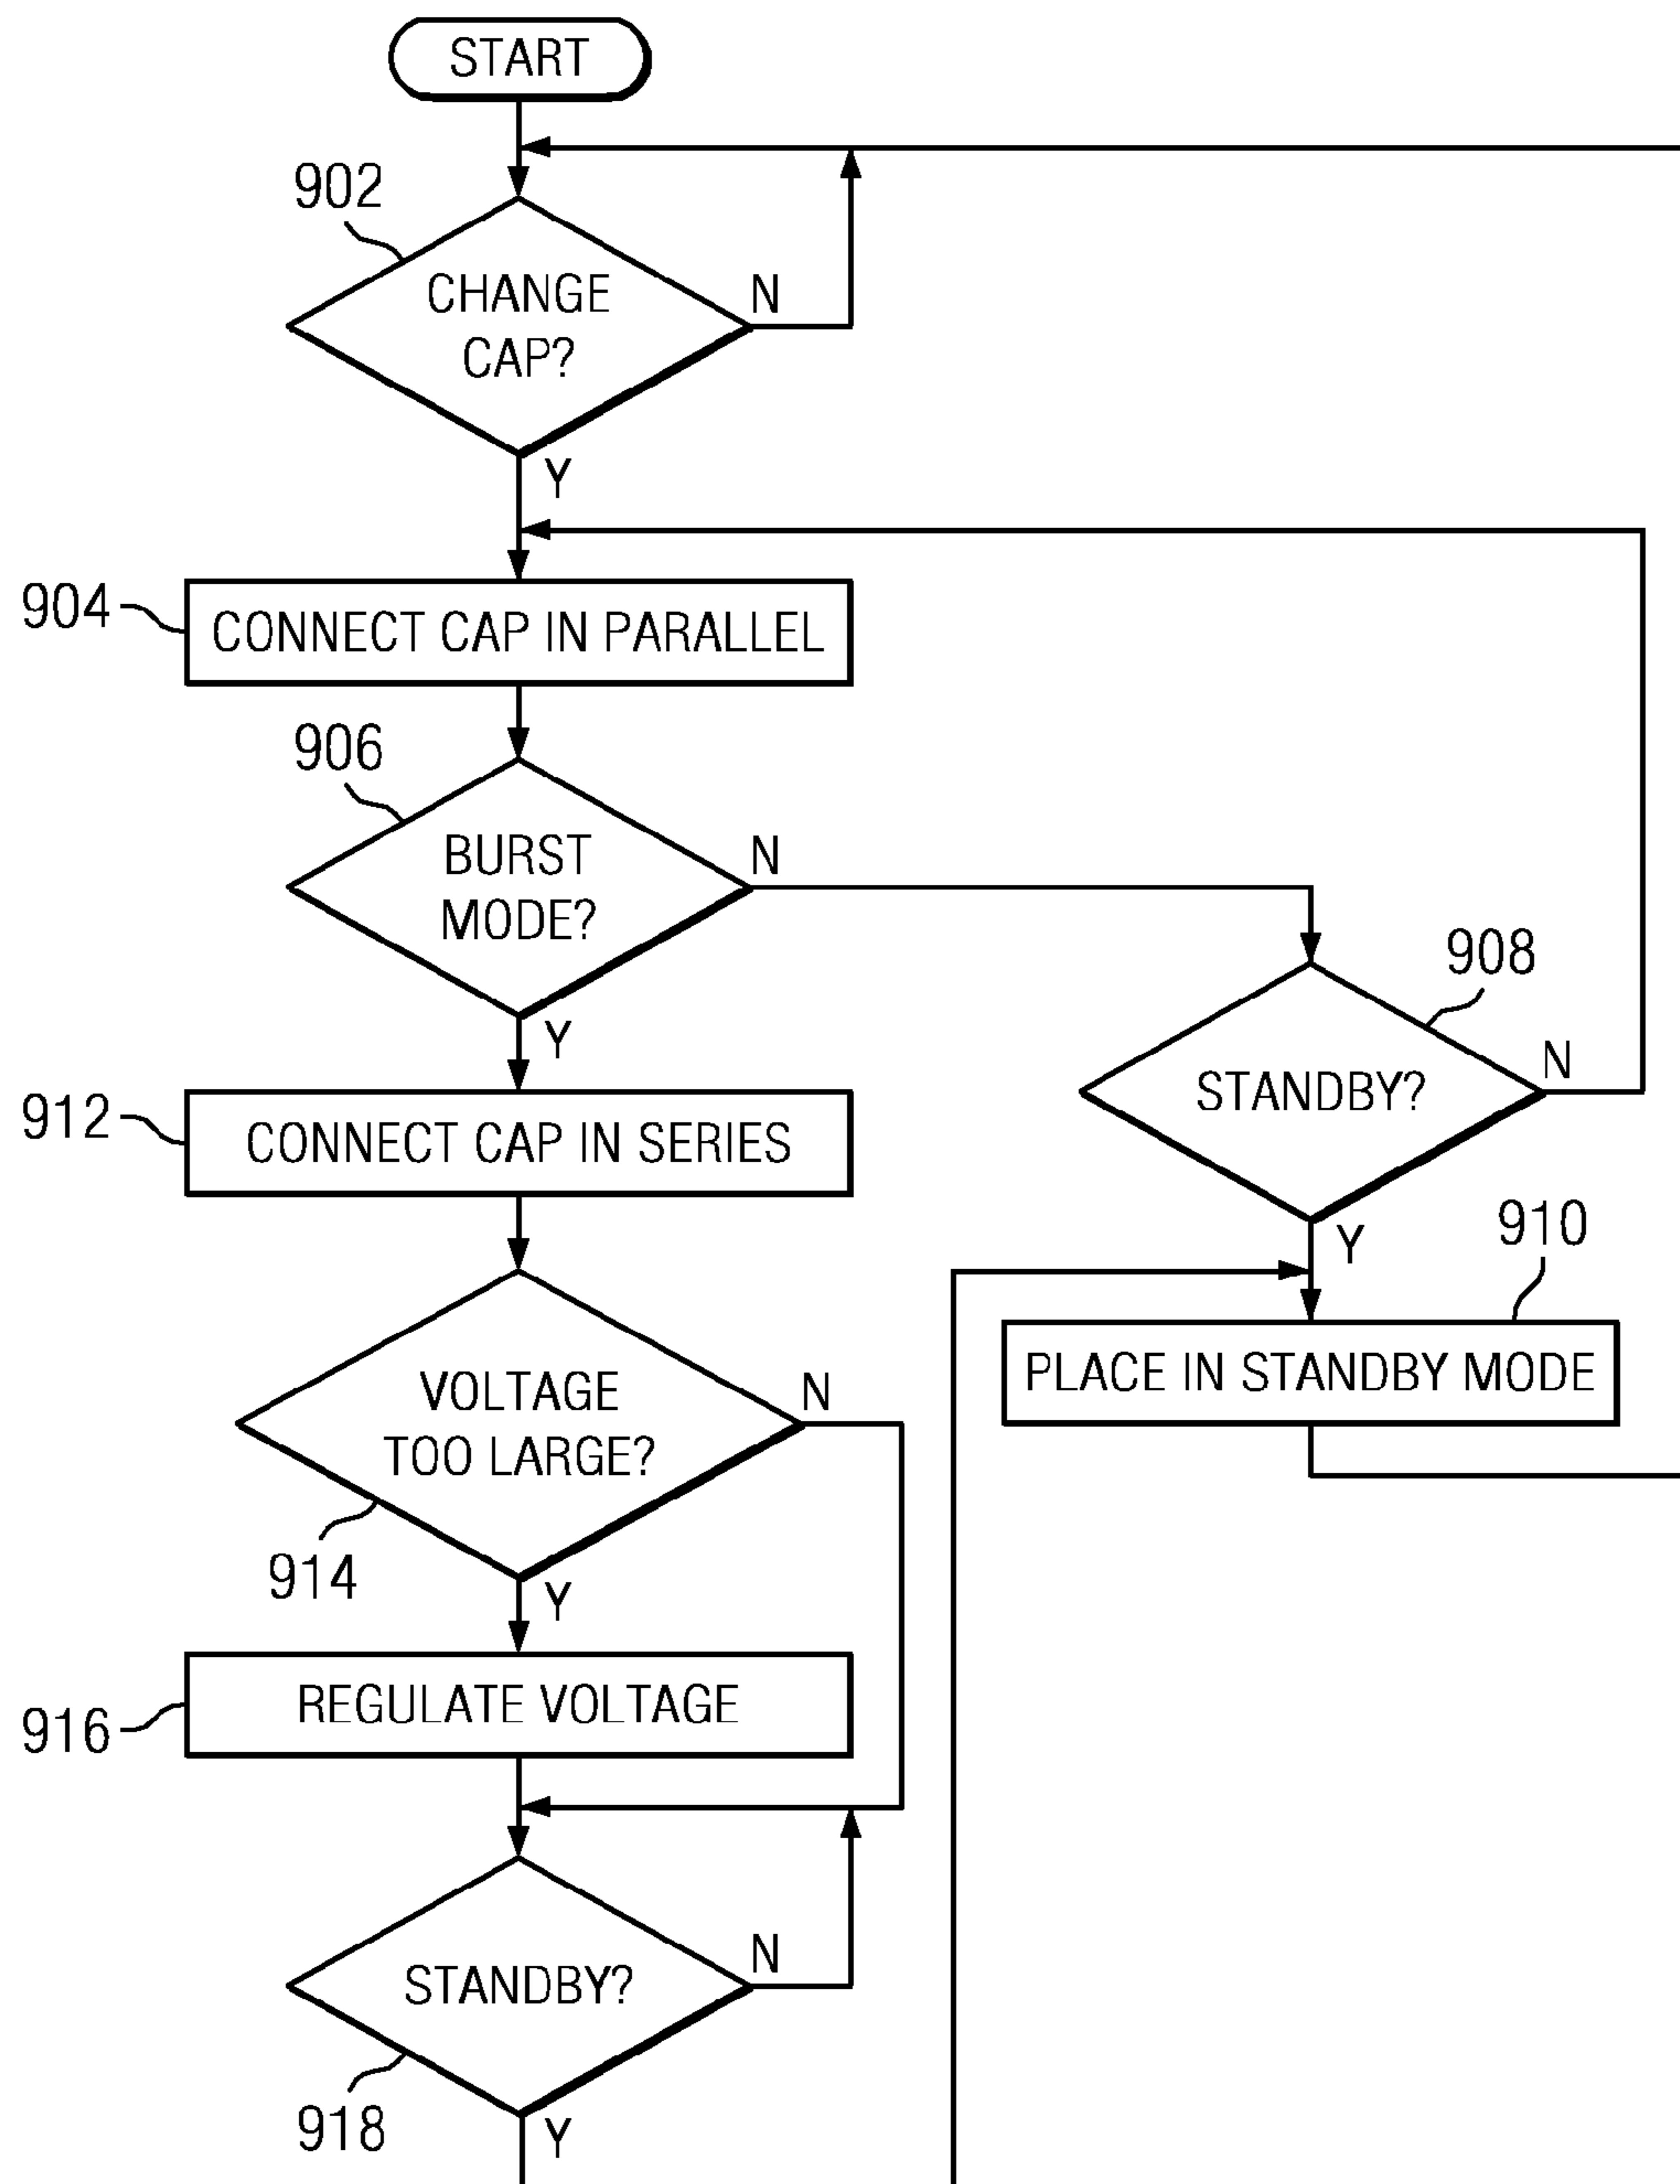 START
902
CHANGE
CAP?
N
Y
904
CONNECT CAP IN PARALLEL
906
BURST
MODE?
N
Y
908
STANDBY?
N
Y
910
PLACE IN STANDBY MODE
912
CONNECT CAP IN SERIES
VOLTAGE
TOO LARGE?
N
914
Y
916
REGULATE VOLTAGE
STANDBY?
N
918
Y